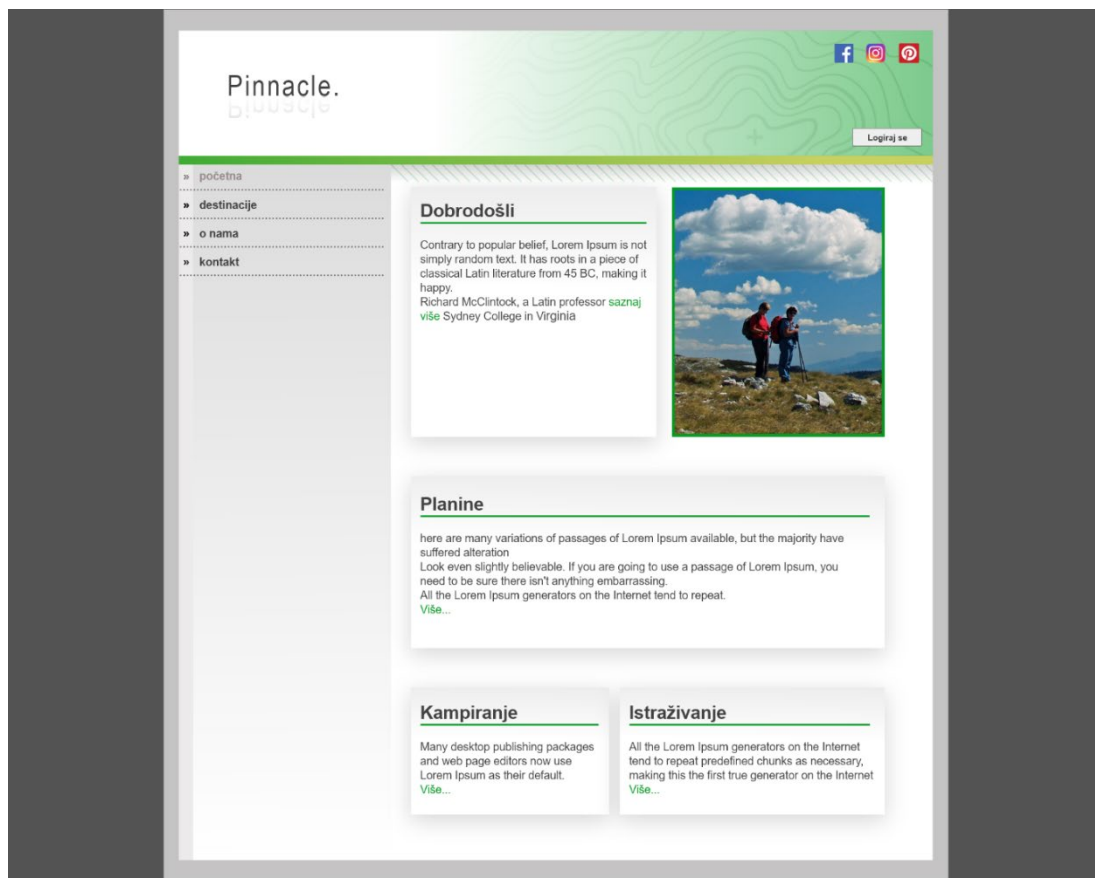 Pinnacle.
Logiraj se
» početna
» destinacije
» o nama
» kontakt
Dobrodošli
Contrary to popular belief, Lorem Ipsum is not
simply random text. It has roots in a piece of
classical Latin literature from 45 BC, making it
happy.
Richard McClintock, a Latin professor saznaj
više Sydney College in Virginia
Planine
here are many variations of passages of Lorem Ipsum available, but the majority have
suffered alteration
Look even slightly believable. If you are going to use a passage of Lorem Ipsum, you
need to be sure there isn't anything embarrassing.
All the Lorem Ipsum generators on the Internet tend to repeat.
Više...
Kampiranje
Many desktop publishing packages
and web page editors now use
Lorem Ipsum as their default.
Više...
Istraživanje
All the Lorem Ipsum generators on the Internet
tend to repeat predefined chunks as necessary,
making this the first true generator on the Internet
Više...